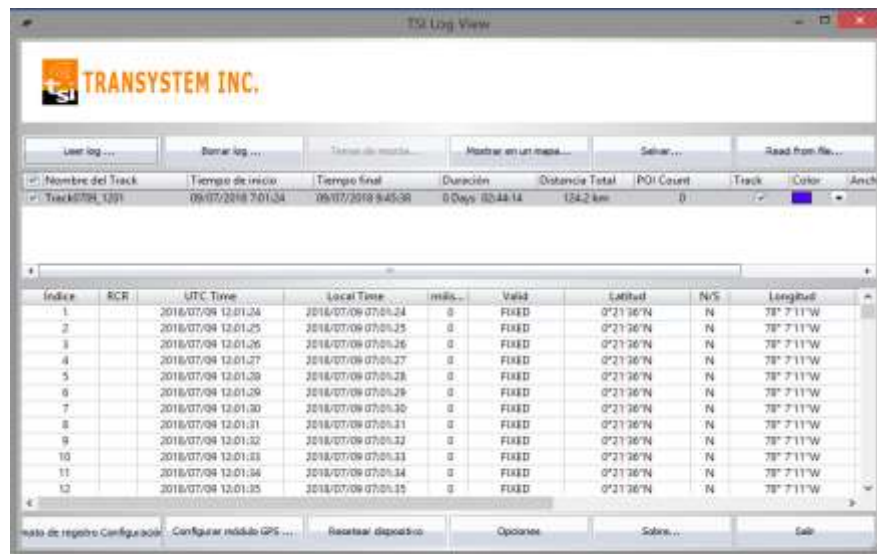 TSI Log View
tsi TRANSYSTEM INC.
Leer log ... Borrar log ... Mostrar en un mapa... Salvar... Read from file...
Nombre del Track Tiempo de inicio Tiempo final Duración Distancia Total POI Count Track Color Anch
Track0709_1201 09/07/2018 7:01:24 09/07/2018 9:45:38 0 Days 02:44:14 124.2 km 0
Índice RCR UTC Time Local Time milis... Valid Latitud N/S Longitud
1 2018/07/09 12:01:24 2018/07/09 07:01:24 0 FIXED 0°21'36"N N 78° 7'11"W
2 2018/07/09 12:01:25 2018/07/09 07:01:25 0 FIXED 0°21'36"N N 78° 7'11"W
3 2018/07/09 12:01:26 2018/07/09 07:01:26 0 FIXED 0°21'36"N N 78° 7'11"W
4 2018/07/09 12:01:27 2018/07/09 07:01:27 0 FIXED 0°21'36"N N 78° 7'11"W
5 2018/07/09 12:01:28 2018/07/09 07:01:28 0 FIXED 0°21'36"N N 78° 7'11"W
6 2018/07/09 12:01:29 2018/07/09 07:01:29 0 FIXED 0°21'36"N N 78° 7'11"W
7 2018/07/09 12:01:30 2018/07/09 07:01:30 0 FIXED 0°21'36"N N 78° 7'11"W
8 2018/07/09 12:01:31 2018/07/09 07:01:31 0 FIXED 0°21'36"N N 78° 7'11"W
9 2018/07/09 12:01:32 2018/07/09 07:01:32 0 FIXED 0°21'36"N N 78° 7'11"W
10 2018/07/09 12:01:33 2018/07/09 07:01:33 0 FIXED 0°21'36"N N 78° 7'11"W
11 2018/07/09 12:01:34 2018/07/09 07:01:34 0 FIXED 0°21'36"N N 78° 7'11"W
12 2018/07/09 12:01:35 2018/07/09 07:01:35 0 FIXED 0°21'36"N N 78° 7'11"W
mato de registro Configuració Configurar módulo GPS .... Resetear dispositivo Opciones Sobre... Salir